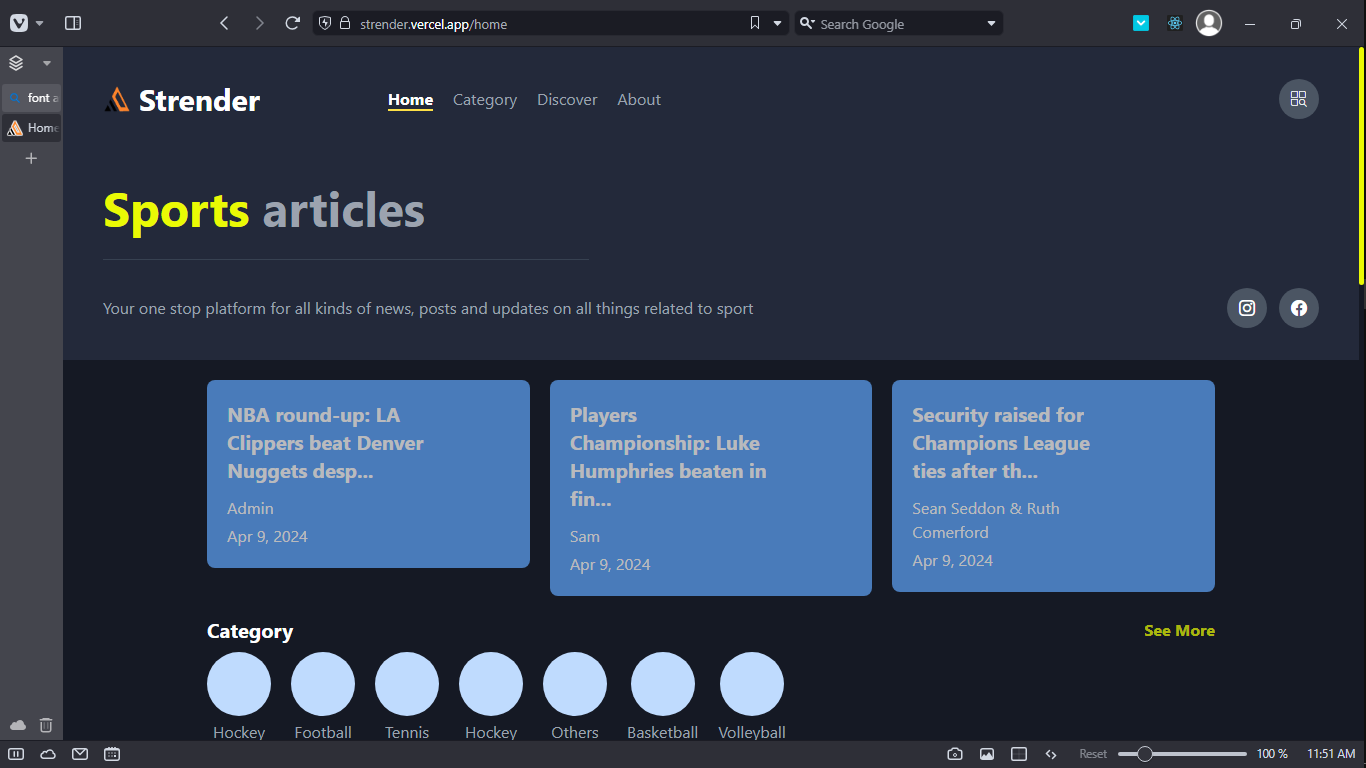 strender.vercel.app/home
Search Google
font a
Home
Strender
Home
Category
Discover
About
Sports articles
Your one stop platform for all kinds of news, posts and updates on all things related to sport
NBA round-up: LA
Clippers beat Denver
Nuggets desp...
Admin
Apr 9, 2024
Players
Championship: Luke
Humphries beaten in
fin...
Sam
Apr 9, 2024
Security raised for
Champions League
ties after th...
Sean Seddon & Ruth
Comerford
Apr 9, 2024
Category
See More
Hockey
Football
Tennis
Hockey
Others
Basketball
Volleyball
Reset
100 %
11:51 AM